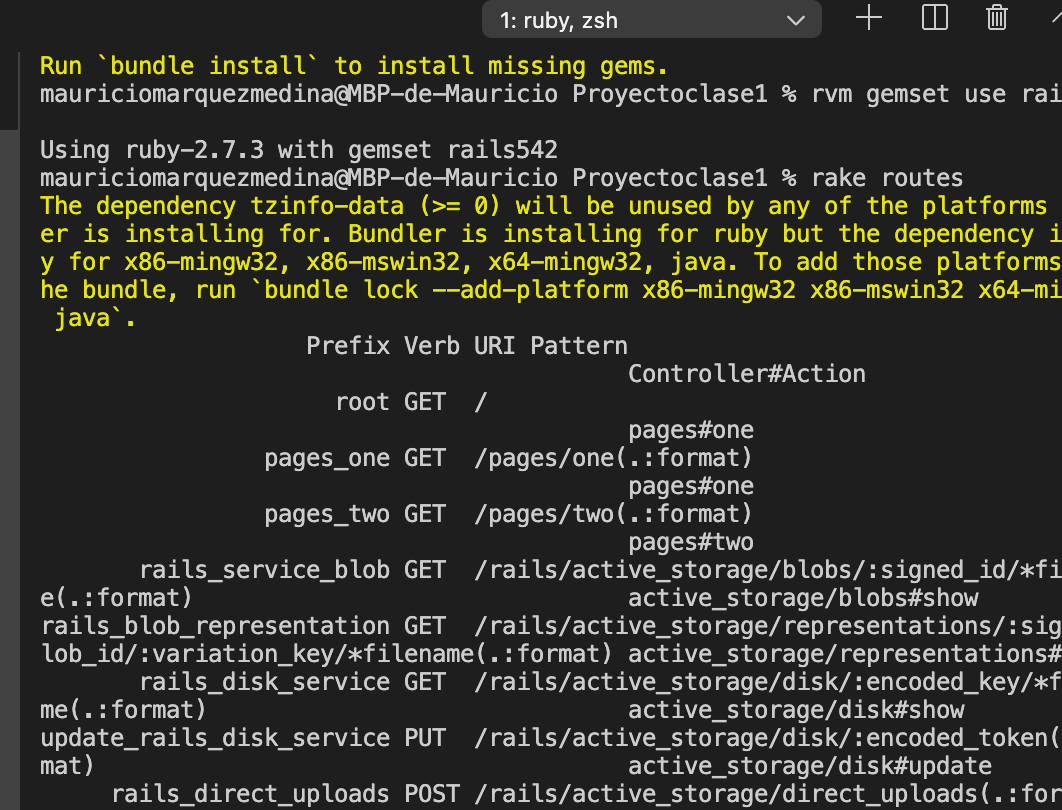 1: ruby, zsh
Run `bundle install` to install missing gems.
mauriciomarquezmedina@MBP-de-Mauricio Proyectoclase1 % rvm gemset use rai
Using ruby-2.7.3 with gemset rails542
mauriciomarquezmedina@MBP-de-Mauricio Proyectoclase1 % rake routes
The dependency tzinfo-data (>= 0) will be unused by any of the platforms
er is installing for. Bundler is installing for ruby but the dependency i
y for x86-mingw32, x86-mswin32, x64-mingw32, java. To add those platforms
he bundle, run `bundle lock --add-platform x86-mingw32 x86-mswin32 x64-mi
java`.
Prefix Verb URI Pattern
Controller#Action
root GET /
pages#one
pages_one GET /pages/one(.:format)
pages#one
pages_two GET /pages/two(.:format)
pages#two
rails_service_blob GET /rails/active_storage/blobs/:signed_id/*fi
e(.:format) active_storage/blobs#show
rails_blob_representation GET /rails/active_storage/representations/:sig
lob_id/:variation_key/*filename(.:format) active_storage/representations#
rails_disk_service GET /rails/active_storage/disk/:encoded_key/*f
me(.:format) active_storage/disk#show
update_rails_disk_service PUT /rails/active_storage/disk/:encoded_token(
mat) active_storage/disk#update
rails_direct_uploads POST /rails/active_storage/direct_uploads(.:for